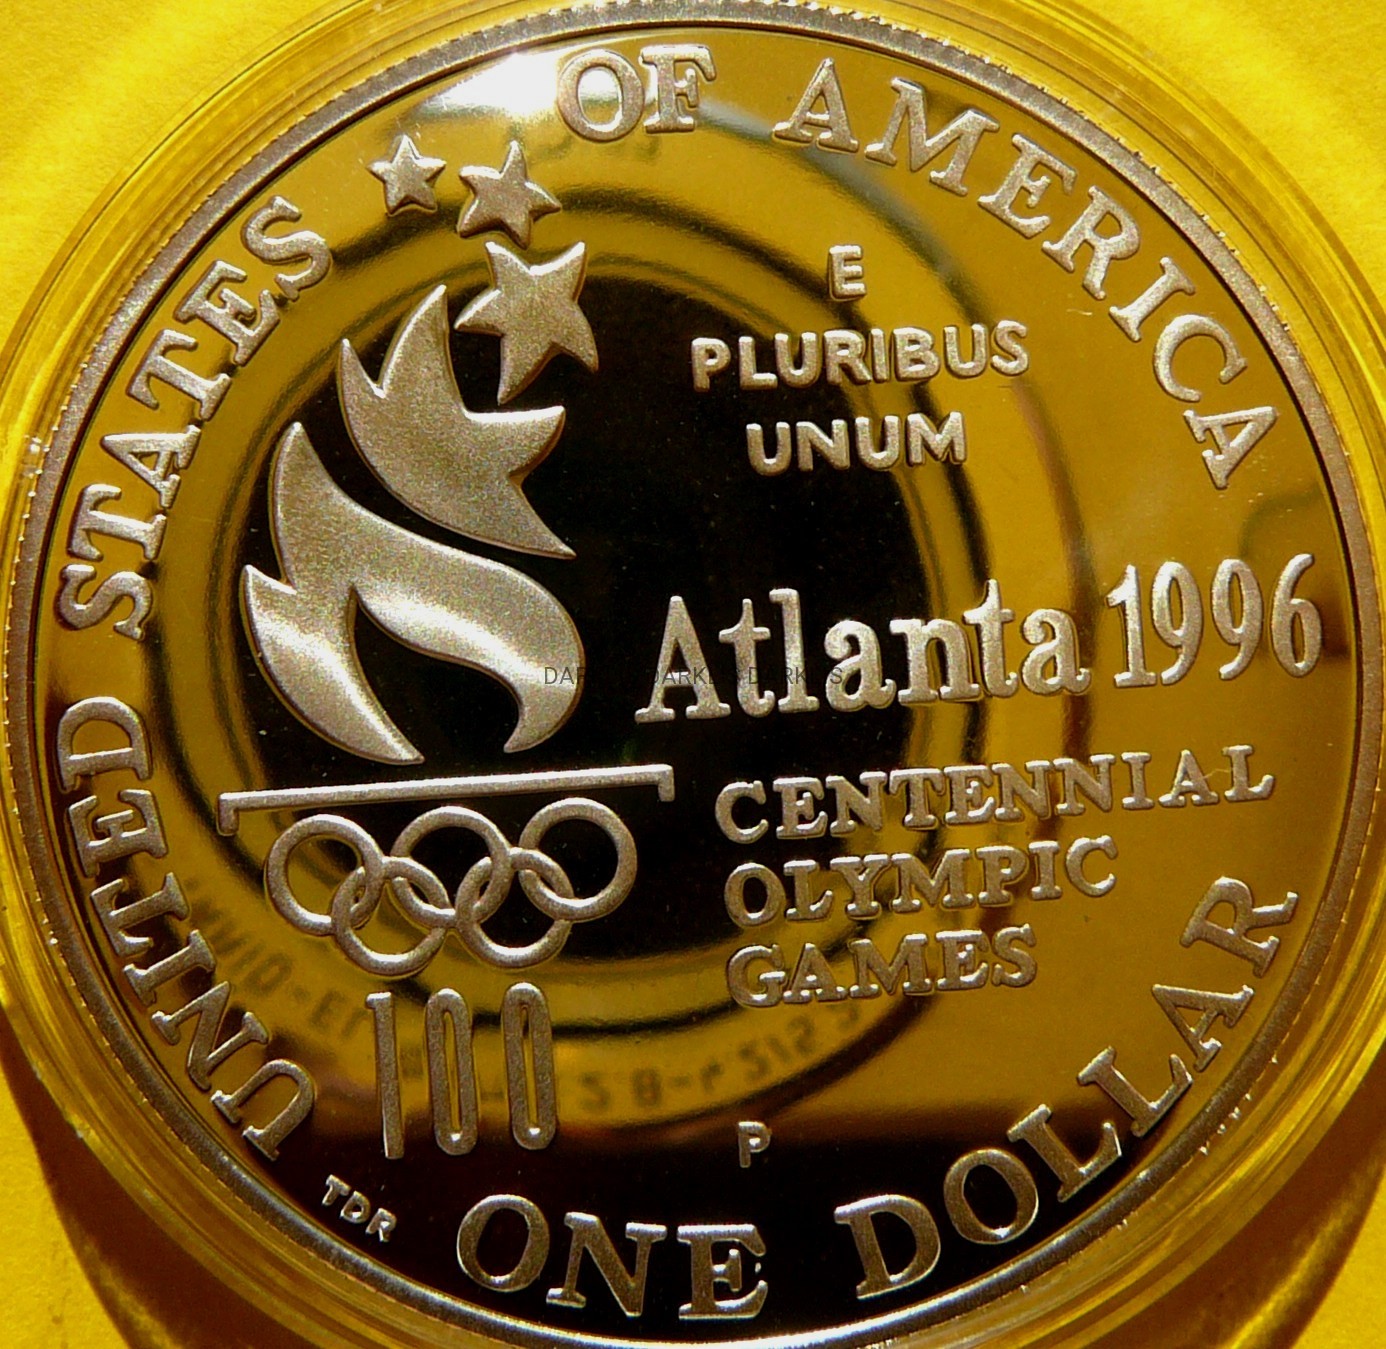 UNITED STATES OF AMERICA
E
PLURIBUS
UNUM
Atlanta 1996
CENTENNIAL
OLYMPIC
GAMES
100
P
TDR
ONE DOLLAR